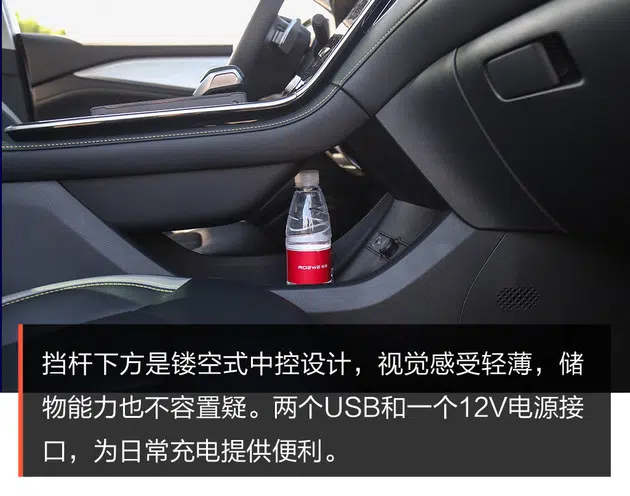 ROEWE 荣威
挡杆下方是镂空式中控设计，视觉感受轻薄，储
物能力也不容置疑。两个USB和一个12V电源接
口，为日常充电提供便利。